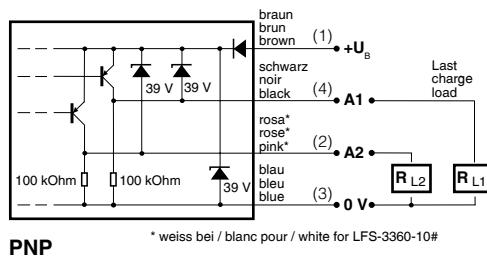 braun
brun
brown
(1)
+U_B
schwarz
noir
black
(4)
A1
Last
charge
load
39 V
39 V
rosa*
rose*
pink*
(2)
A2
100 kOhm
100 kOhm
39 V
blau
bleu
blue
(3)
0 V
R L2
R L1
PNP
* weiss bei / blanc pour / white for LFS-3360-10#